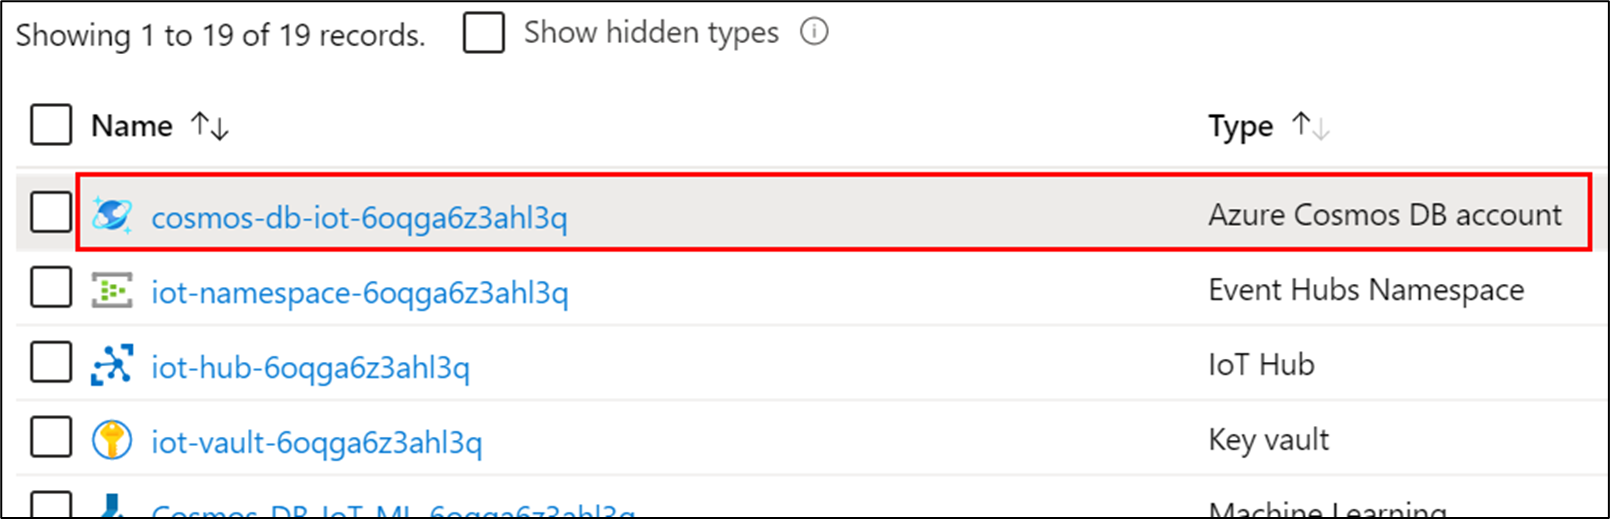 Showing 1 to 19 of 19 records. Show hidden types
Name Type
cosmos-db-iot-6oqga6z3ahl3q Azure Cosmos DB account
iot-namespace-6oqga6z3ahl3q Event Hubs Namespace
iot-hub-6oqga6z3ahl3q IoT Hub
iot-vault-6oqga6z3ahl3q Key vault
Cosmos-DB-IoT-ML-6oqga6z3ahl3q Machine Learning